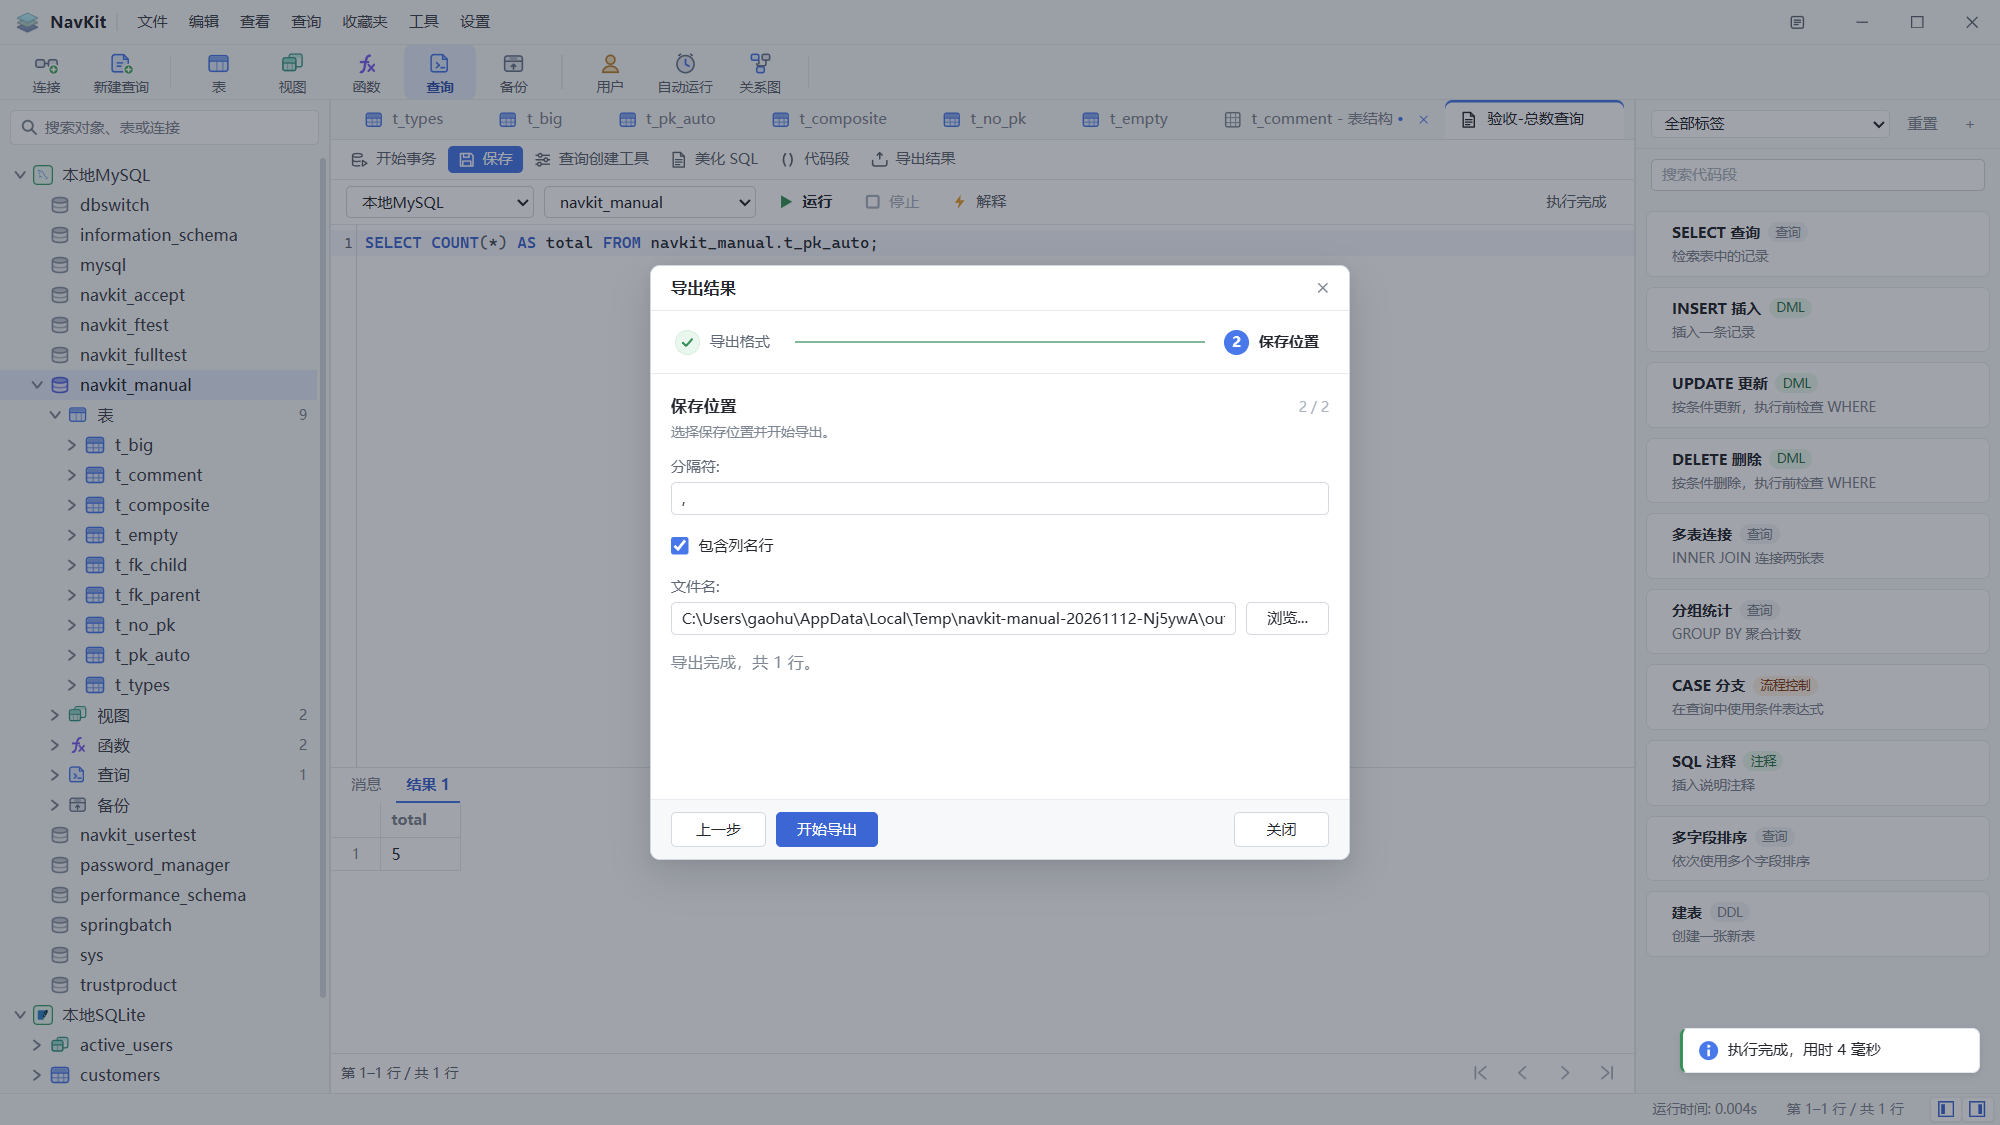 NavKit 文件 编辑 查看 查询 收藏夹 工具 设置
连接 新建查询 表 视图 函数 查询 备份 用户 自动运行 关系图
搜索对象、表或连接
本地MySQL
dbswitch
information_schema
mysql
navkit_accept
navkit_ftest
navkit_fulltest
navkit_manual
表 9
t_big
t_comment
t_composite
t_empty
t_fk_child
t_fk_parent
t_no_pk
t_pk_auto
t_types
视图 2
函数 2
查询 1
备份
navkit_usertest
password_manager
performance_schema
springbatch
sys
trustproduct
本地SQLite
active_users
customers
t_types t_big t_pk_auto t_composite t_no_pk t_empty t_comment - 表结构 • 验收-总数查询
开始事务 保存 查询创建工具 美化 SQL 代码段 导出结果
本地MySQL navkit_manual 运行 停止 解释 执行完成
1 SELECT COUNT(*) AS total FROM navkit_manual.t_pk_auto;
导出结果
导出格式 2 保存位置
保存位置 2 / 2
选择保存位置并开始导出。
分隔符:
,
包含列名行
文件名:
C:\Users\gaohu\AppData\Local\Temp\navkit-manual-20261112-Nj5ywA\ou 浏览...
导出完成，共 1 行。
上一步 开始导出 关闭
消息 结果 1
total
1 5
第 1–1 行 / 共 1 行
全部标签 重置 +
搜索代码段
SELECT 查询 查询
检索表中的记录
INSERT 插入 DML
插入一条记录
UPDATE 更新 DML
按条件更新，执行前检查 WHERE
DELETE 删除 DML
按条件删除，执行前检查 WHERE
多表连接 查询
INNER JOIN 连接两张表
分组统计 查询
GROUP BY 聚合计数
CASE 分支 流程控制
在查询中使用条件表达式
SQL 注释 注释
插入说明注释
多字段排序 查询
依次使用多个字段排序
建表 DDL
创建一张新表
执行完成，用时 4 毫秒
运行时间: 0.004s 第 1–1 行 / 共 1 行